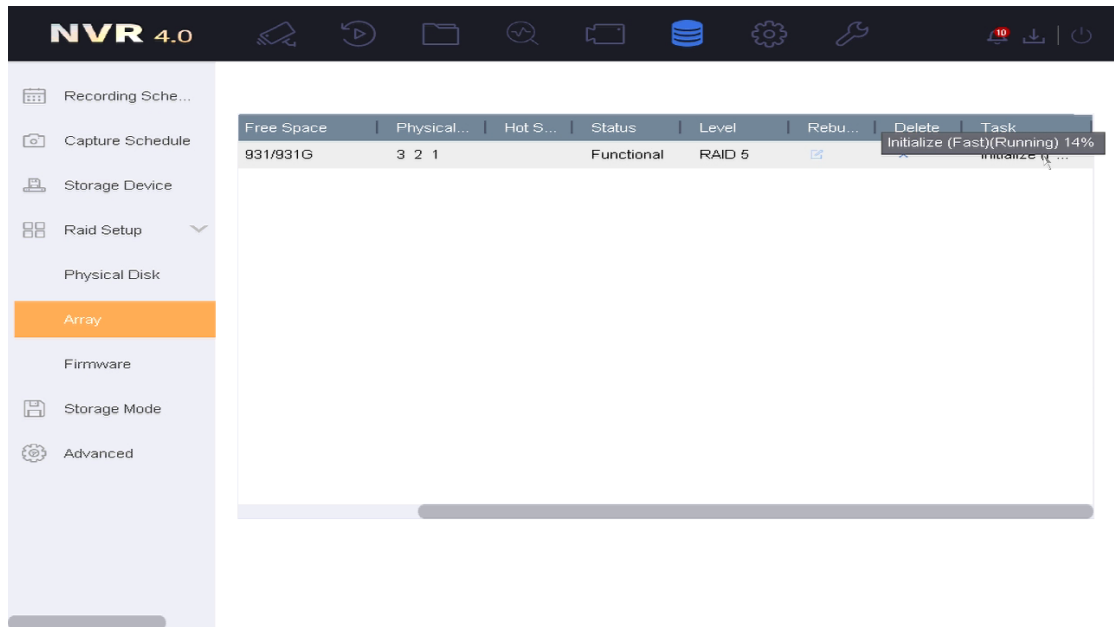 NVR 4.0
10
Recording Sche...
Capture Schedule
Storage Device
Raid Setup
Physical Disk
Array
Firmware
Storage Mode
Advanced
Free Space Physical... Hot S... Status Level Rebu... Delete Task
Initialize (Fast)(Running) 14%
931/931G 3 2 1 Functional RAID 5